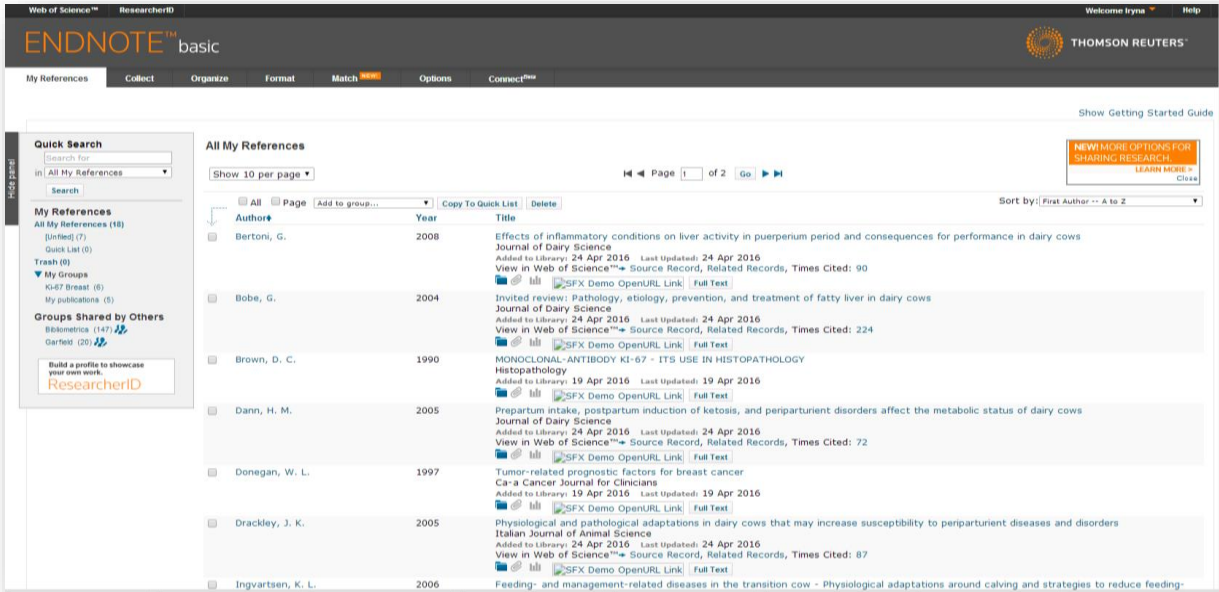 Web of Science™ ResearcherID Welcome Iryna Help
ENDNOTE™ basic
THOMSON REUTERS™
My References Collect Organize Format Match NEW! Options Connect Beta
Show Getting Started Guide
Hide panel
Quick Search
Search for
in All My References
Search
My References
All My References (18)
[Unfiled] (7)
Quick List (0)
Trash (0)
My Groups
Ki-67 Breast (6)
My publications (5)
Groups Shared by Others
Bibliometrics (147)
Garfield (20)
Build a profile to showcase
your own work.
ResearcherID
All My References
Show 10 per page
Page 1 of 2 Go
NEW! MORE OPTIONS FOR
SHARING RESEARCH.
LEARN MORE »
Close
All Page Add to group... Copy To Quick List Delete
Sort by: First Author -- A to Z
Author Year Title
Bertoni, G. 2008 Effects of inflammatory conditions on liver activity in puerperium period and consequences for performance in dairy cows
Journal of Dairy Science
Added to Library: 24 Apr 2016 Last Updated: 24 Apr 2016
View in Web of Science™➔ Source Record, Related Records, Times Cited: 90
SFX Demo OpenURL Link Full Text
Bobe, G. 2004 Invited review: Pathology, etiology, prevention, and treatment of fatty liver in dairy cows
Journal of Dairy Science
Added to Library: 24 Apr 2016 Last Updated: 24 Apr 2016
View in Web of Science™➔ Source Record, Related Records, Times Cited: 224
SFX Demo OpenURL Link Full Text
Brown, D. C. 1990 MONOCLONAL-ANTIBODY KI-67 - ITS USE IN HISTOPATHOLOGY
Histopathology
Added to Library: 19 Apr 2016 Last Updated: 19 Apr 2016
SFX Demo OpenURL Link Full Text
Dann, H. M. 2005 Prepartum intake, postpartum induction of ketosis, and periparturient disorders affect the metabolic status of dairy cows
Journal of Dairy Science
Added to Library: 24 Apr 2016 Last Updated: 24 Apr 2016
View in Web of Science™➔ Source Record, Related Records, Times Cited: 72
SFX Demo OpenURL Link Full Text
Donegan, W. L. 1997 Tumor-related prognostic factors for breast cancer
Ca-a Cancer Journal for Clinicians
Added to Library: 19 Apr 2016 Last Updated: 19 Apr 2016
SFX Demo OpenURL Link Full Text
Drackley, J. K. 2005 Physiological and pathological adaptations in dairy cows that may increase susceptibility to periparturient diseases and disorders
Italian Journal of Animal Science
Added to Library: 24 Apr 2016 Last Updated: 24 Apr 2016
View in Web of Science™➔ Source Record, Related Records, Times Cited: 87
SFX Demo OpenURL Link Full Text
Ingvartsen, K. L. 2006 Feeding- and management-related diseases in the transition cow - Physiological adaptations around calving and strategies to reduce feeding-